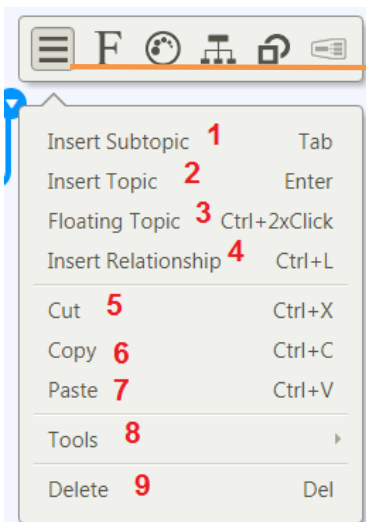 F
Insert Subtopic 1 Tab
Insert Topic 2 Enter
Floating Topic 3 Ctrl+2xClick
Insert Relationship 4 Ctrl+L
Cut 5 Ctrl+X
Copy 6 Ctrl+C
Paste 7 Ctrl+V
Tools 8
Delete 9 Del